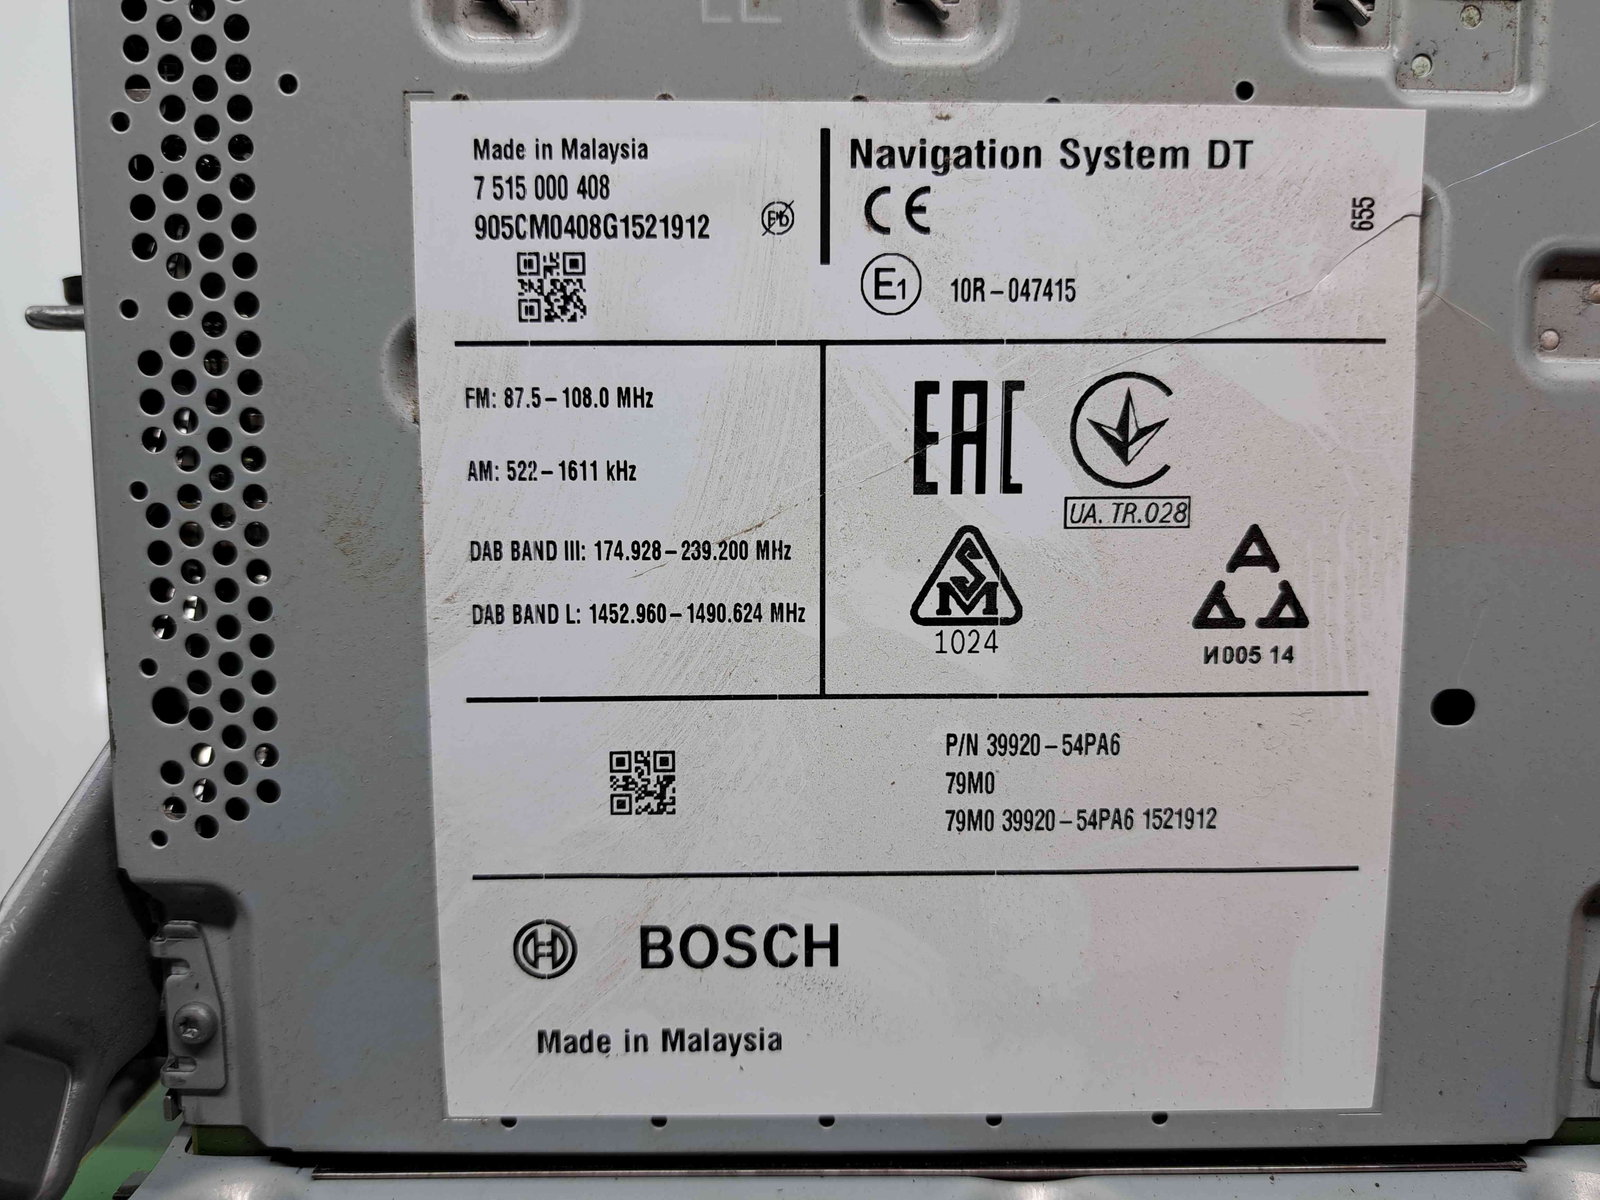 Made in Malaysia
7 515 000 408
905CM0408G1521912
Pb
Navigation System DT
CE
655
E1 10R-047415
FM: 87.5-108.0 MHz
AM: 522-1611 kHz
DAB BAND III: 174.928-239.200 MHz
DAB BAND L: 1452.960-1490.624 MHz
EAC
UA. TR.028
SM
1024
A
И005 14
P/N 39920-54PA6
79M0
79M0 39920-54PA6 1521912
BOSCH
Made in Malaysia